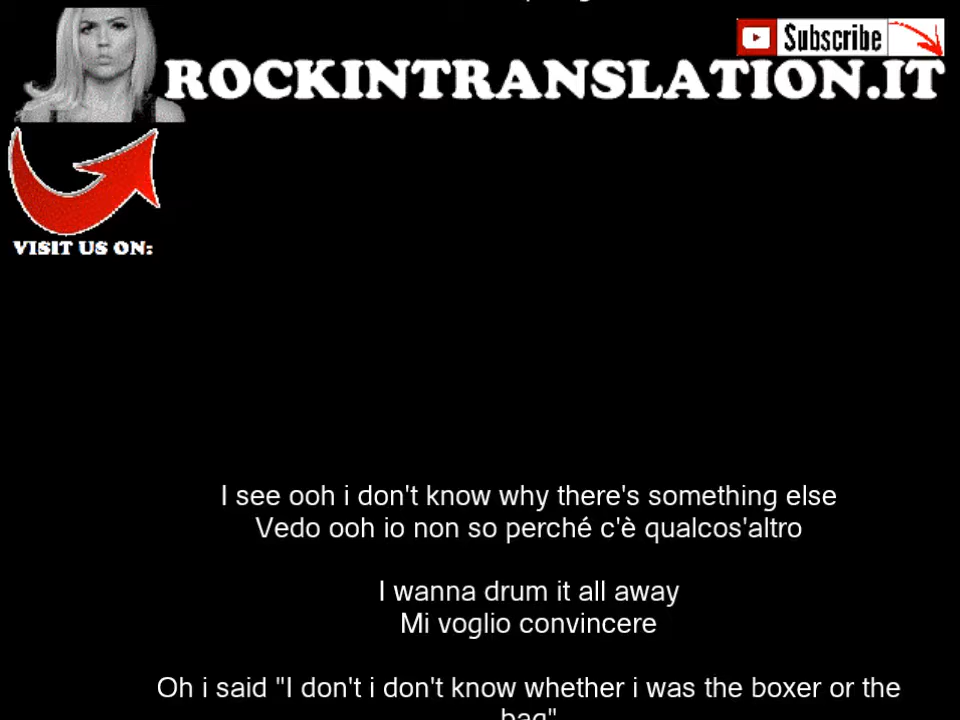 Subscribe
ROCKINTRANSLATION.IT
VISIT US ON:
I see ooh i don't know why there's something else
Vedo ooh io non so perché c'è qualcos'altro
I wanna drum it all away
Mi voglio convincere
Oh i said "I don't i don't know whether i was the boxer or the
bag"